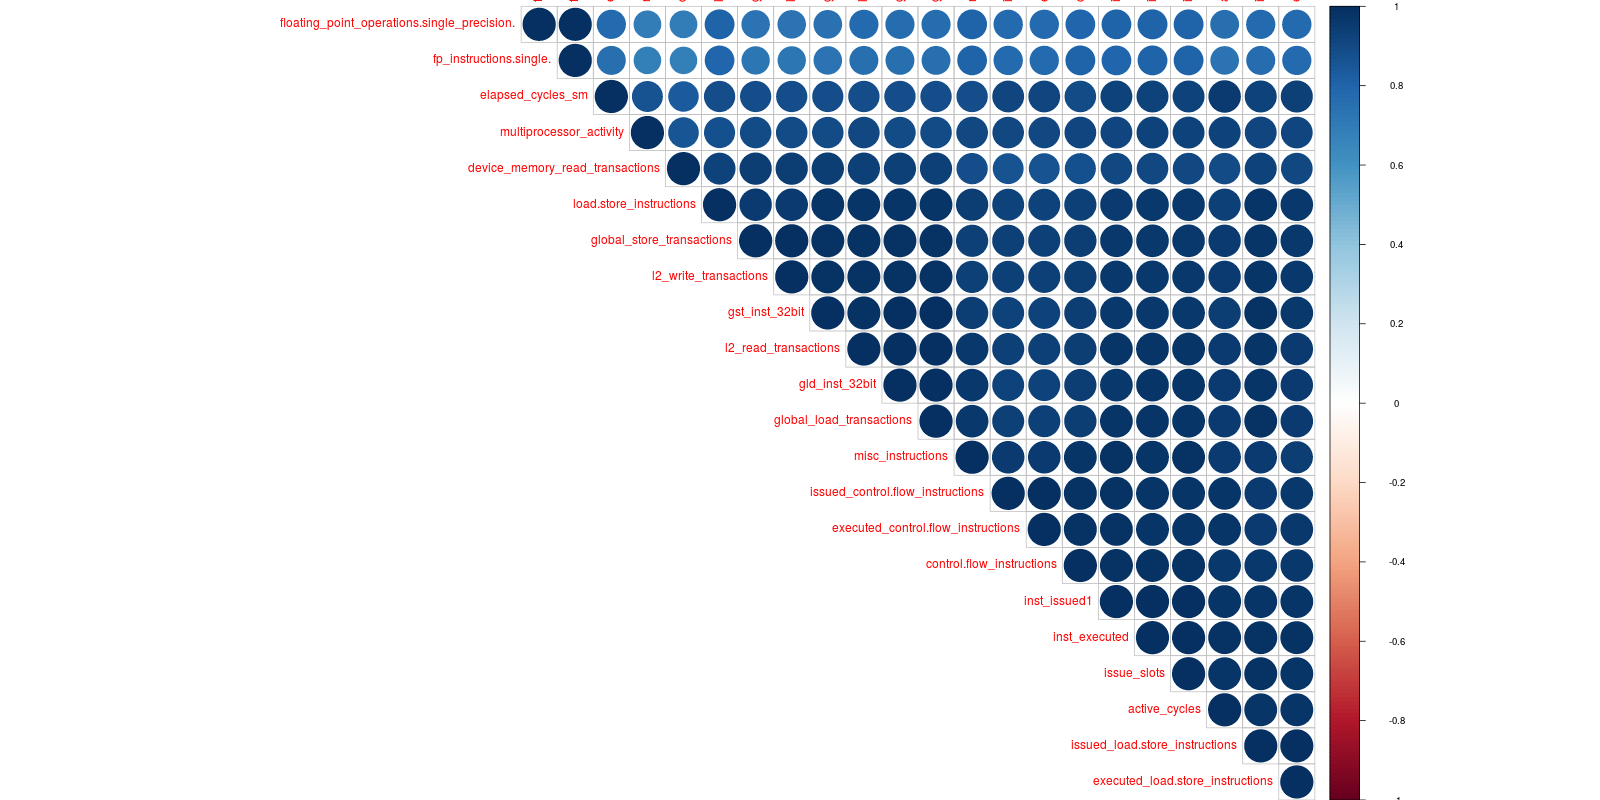 floating_point_operations.single_precision.
fp_instructions.single.
elapsed_cycles_sm
multiprocessor_activity
device_memory_read_transactions
load.store_instructions
global_store_transactions
l2_write_transactions
gst_inst_32bit
l2_read_transactions
gld_inst_32bit
global_load_transactions
misc_instructions
issued_control.flow_instructions
executed_control.flow_instructions
control.flow_instructions
inst_issued1
inst_executed
issue_slots
active_cycles
issued_load.store_instructions
executed_load.store_instructions
1
0.8
0.6
0.4
0.2
0
-0.2
-0.4
-0.6
-0.8